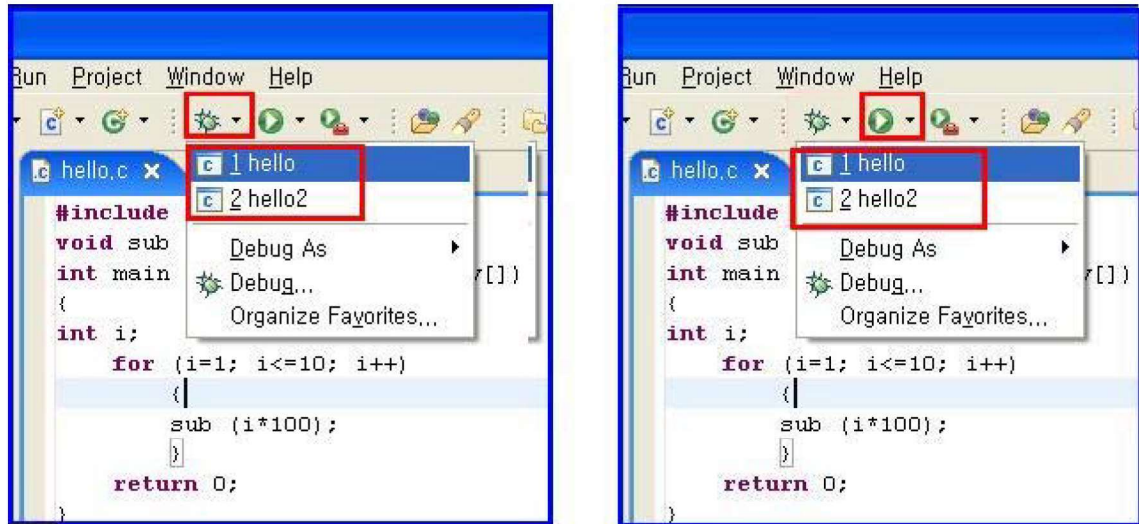 Run Project Window Help
hello.c
1 hello
2 hello2
Debug As
Debug...
Organize Favorites...
#include
void sub
int main
v[])
{
int i;
for (i=1; i<=10; i++)
{
sub (i*100);
}
return 0;
}
Run Project Window Help
hello.c
1 hello
2 hello2
Debug As
Debug...
Organize Favorites...
#include
void sub
int main
v[])
{
int i;
for (i=1; i<=10; i++)
{
sub (i*100);
}
return 0;
}